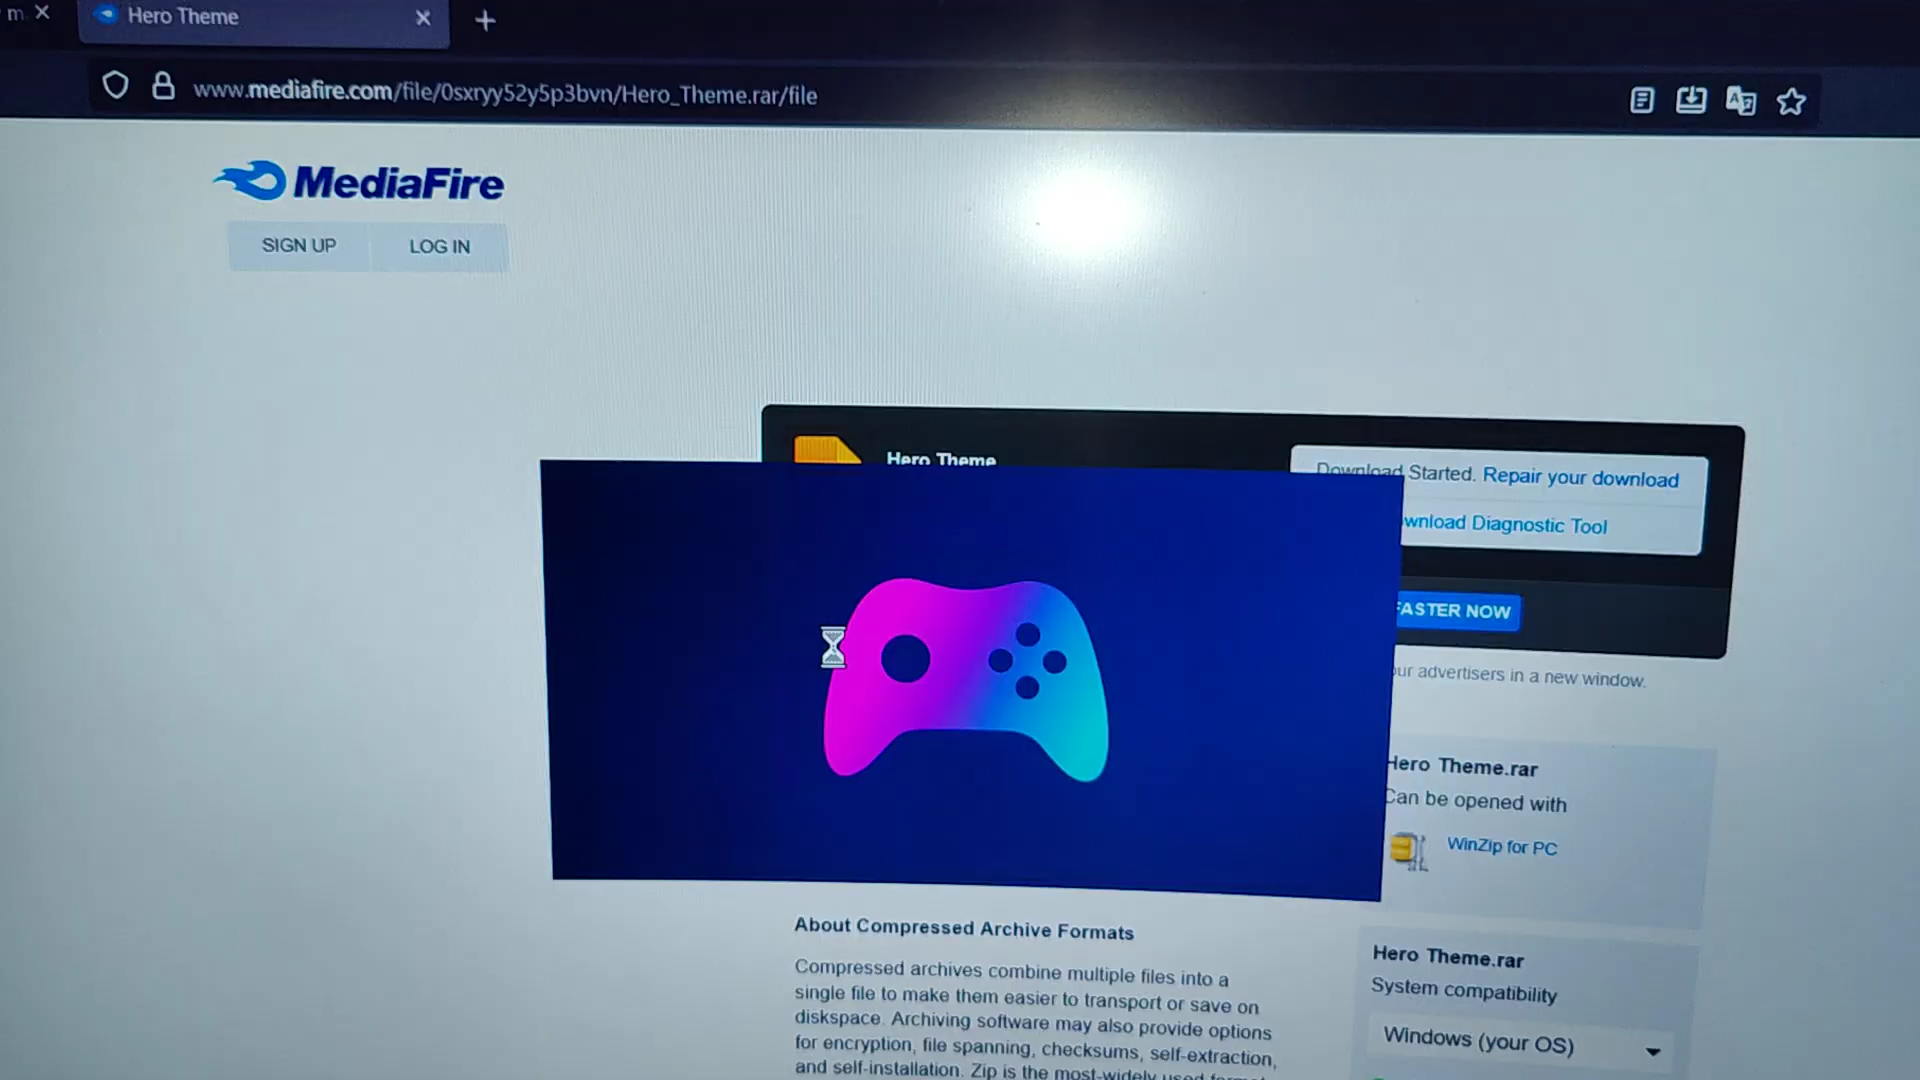 m
Hero Theme
www.mediafire.com/file/0sxryy52y5p3bvn/Hero_Theme.rar/file
MediaFire
SIGN UP
LOG IN
Hero Theme
Download Started. Repair your download
wnload Diagnostic Tool
FASTER NOW
our advertisers in a new window.
Hero Theme.rar
Can be opened with
WinZip for PC
About Compressed Archive Formats
Compressed archives combine multiple files into a
single file to make them easier to transport or save on
diskspace. Archiving software may also provide options
for encryption, file spanning, checksums, self-extraction,
and self-installation. Zip is the most-widely used format
Hero Theme.rar
System compatibility
Windows (your OS)